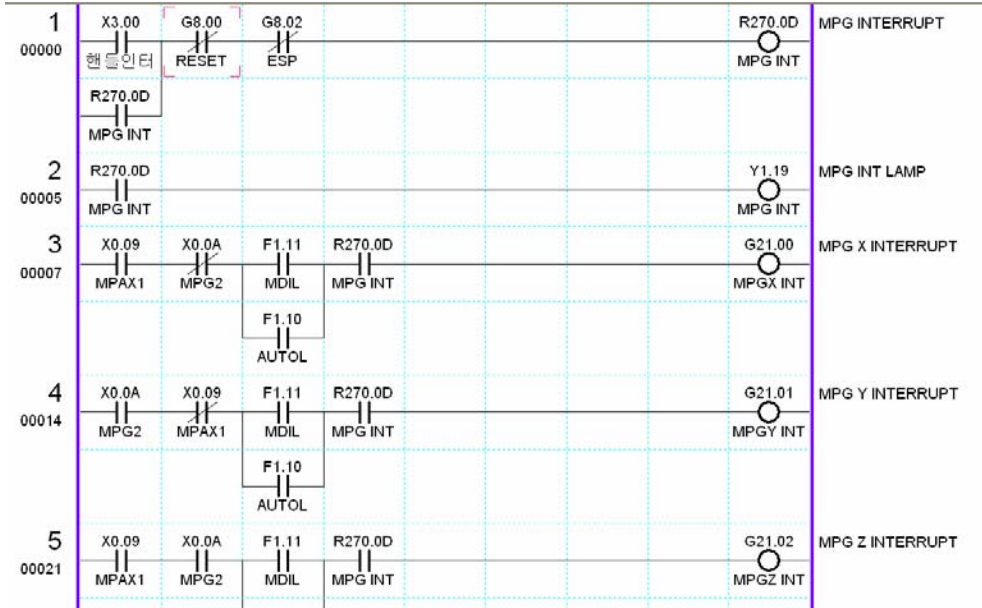 1 X3.00 G8.00 G8.02 R270.0D MPG INTERRUPT
00000 핸들인터 RESET ESP MPG INT
R270.0D
MPG INT
2 R270.0D Y1.19 MPG INT LAMP
00005 MPG INT MPG INT
3 X0.09 X0.0A F1.11 R270.0D G21.00 MPG X INTERRUPT
00007 MPAX1 MPG2 MDIL MPG INT MPGX INT
F1.10
AUTOL
4 X0.0A X0.09 F1.11 R270.0D G21.01 MPG Y INTERRUPT
00014 MPG2 MPAX1 MDIL MPG INT MPGY INT
F1.10
AUTOL
5 X0.09 X0.0A F1.11 R270.0D G21.02 MPG Z INTERRUPT
00021 MPAX1 MPG2 MDIL MPG INT MPGZ INT